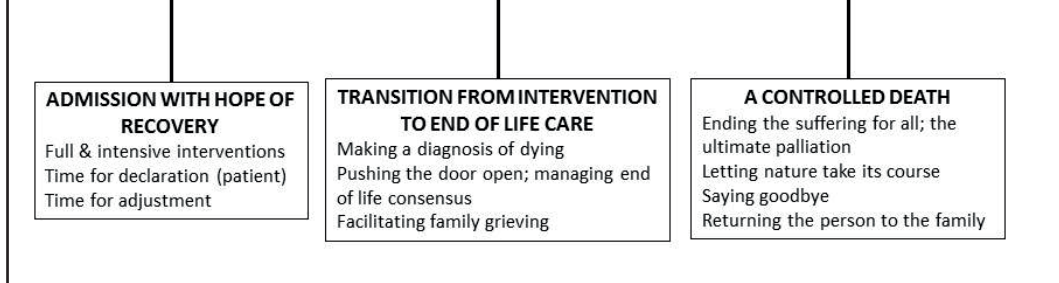 ADMISSION WITH HOPE OF
RECOVERY
Full & intensive interventions
Time for declaration (patient)
Time for adjustment
TRANSITION FROM INTERVENTION
TO END OF LIFE CARE
Making a diagnosis of dying
Pushing the door open; managing end
of life consensus
Facilitating family grieving
A CONTROLLED DEATH
Ending the suffering for all; the
ultimate palliation
Letting nature take its course
Saying goodbye
Returning the person to the family